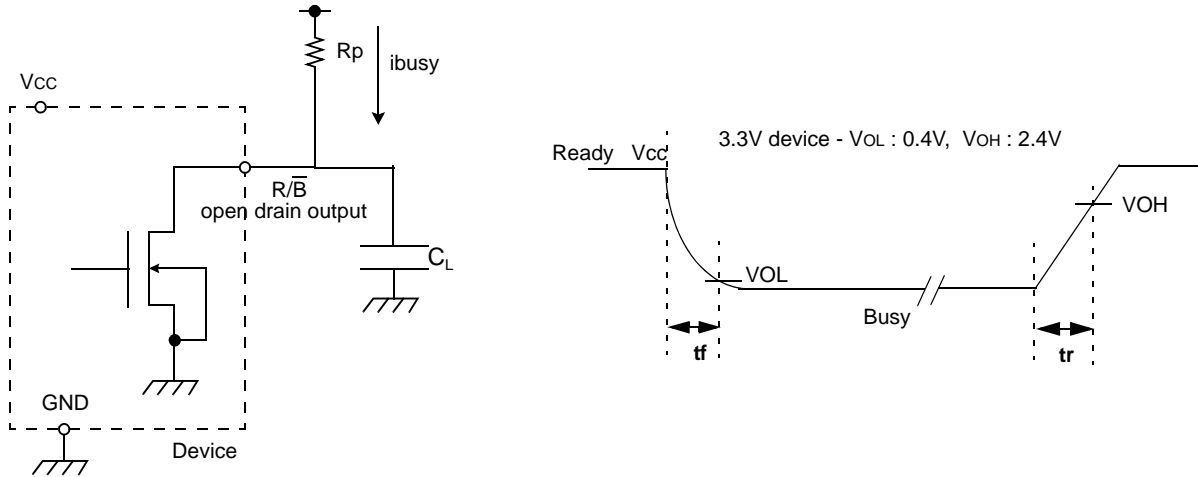 Rp
ibusy
Vcc
R/B̅
open drain output
CL
GND
Device
3.3V device - VOL : 0.4V, VOH : 2.4V
Ready Vcc
VOH
VOL
Busy
tf
tr